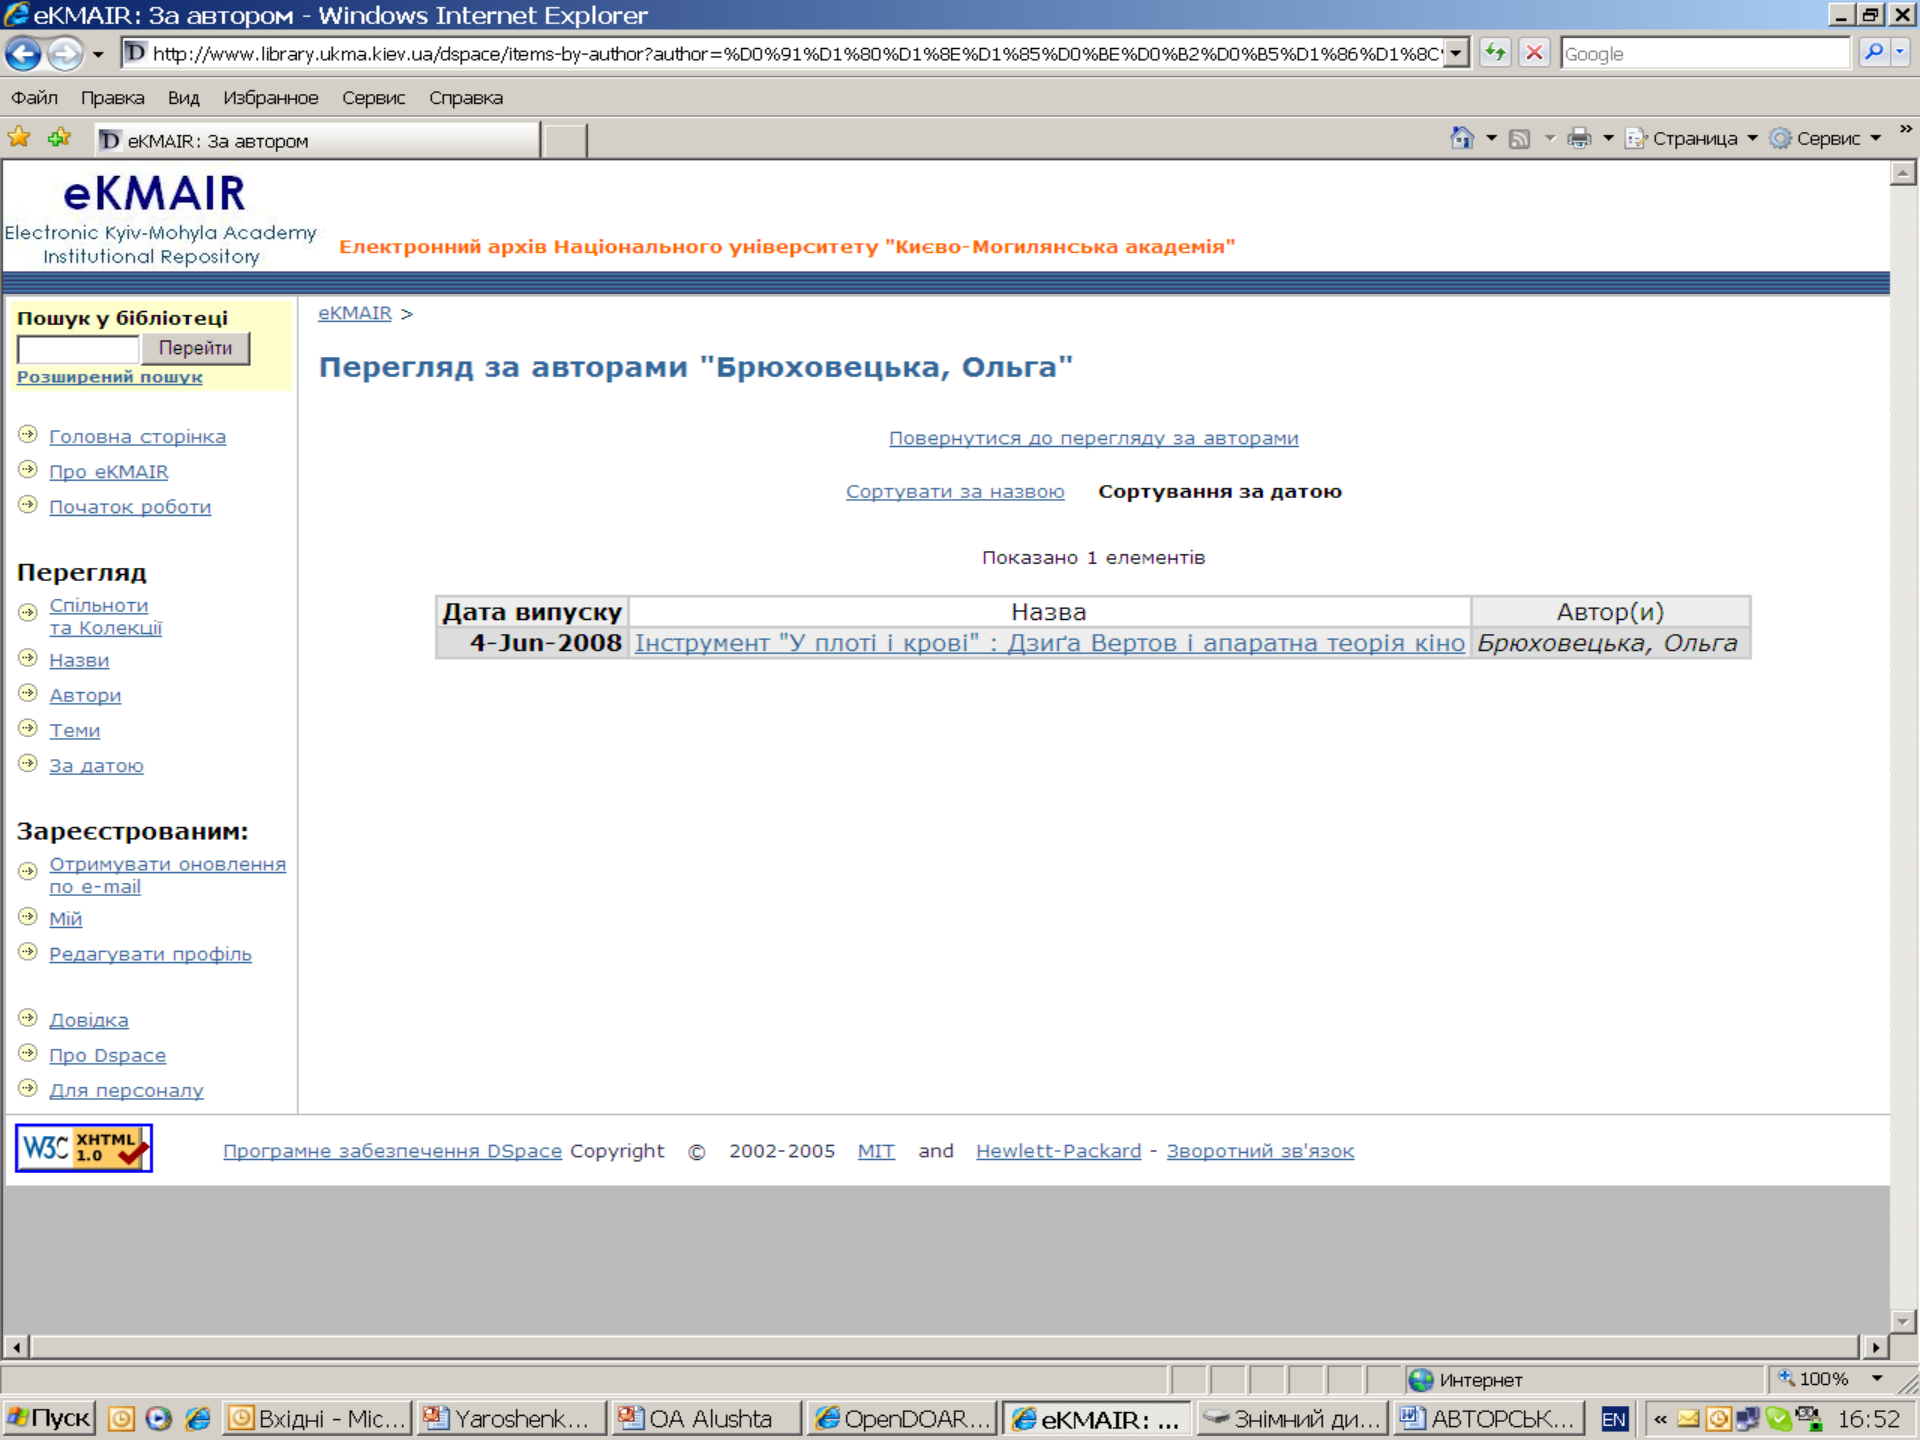 eKMAIR: За автором - Windows Internet Explorer
http://www.library.ukma.kiev.ua/dspace/items-by-author?author=%D0%91%D1%80%D1%8E%D1%85%D0%BE%D0%B2%D0%B5%D1%86%D1%8C
Google
Файл Правка Вид Избранное Сервис Справка
eKMAIR: За автором
Страница Сервис »
eKMAIR
Electronic Kyiv-Mohyla Academy
Institutional Repository
Електронний архів Національного університету "Києво-Могилянська академія"
Пошук у бібліотеці
Перейти
Розширений пошук
Головна сторінка
Про eKMAIR
Початок роботи
Перегляд
Спільноти
та Колекції
Назви
Автори
Теми
За датою
Зареєстрованим:
Отримувати оновлення
по e-mail
Мій
Редагувати профіль
Довідка
Про Dspace
Для персоналу
eKMAIR >
Перегляд за авторами "Брюховецька, Ольга"
Повернутися до перегляду за авторами
Сортувати за назвою Сортування за датою
Показано 1 елементів
Дата випуску Назва Автор(и)
4-Jun-2008 Інструмент "У плоті і крові" : Дзиґа Вертов і апаратна теорія кіно Брюховецька, Ольга
W3C XHTML 1.0
Програмне забезпечення DSpace Copyright © 2002-2005 MIT and Hewlett-Packard - Зворотний зв'язок
Интернет 100%
Пуск Вхідні - Mic... Yaroshenk... OA Alushta OpenDOAR... eKMAIR: ... Знімний ди... АВТОРСЬК... EN « 16:52